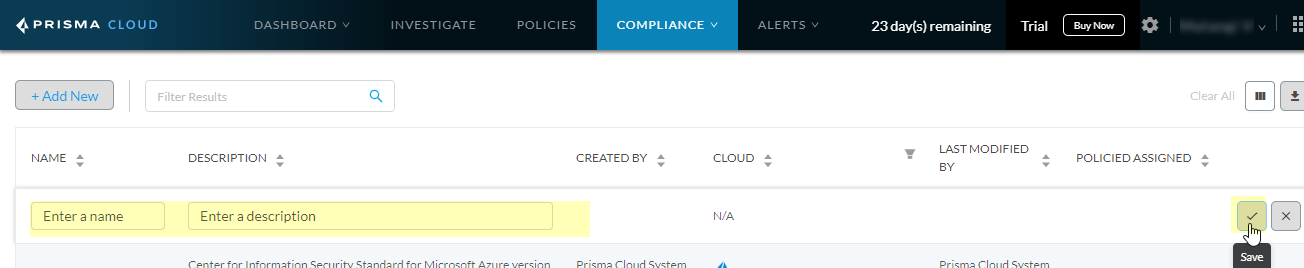 PRISMA CLOUD DASHBOARD INVESTIGATE POLICIES COMPLIANCE ALERTS 23 day(s) remaining Trial Buy Now
+ Add New Filter Results Clear All
NAME DESCRIPTION CREATED BY CLOUD LAST MODIFIED BY POLICIED ASSIGNED
Enter a name Enter a description N/A
Save
Center for Information Security Standard for Microsoft Azure version Prisma Cloud System Prisma Cloud System